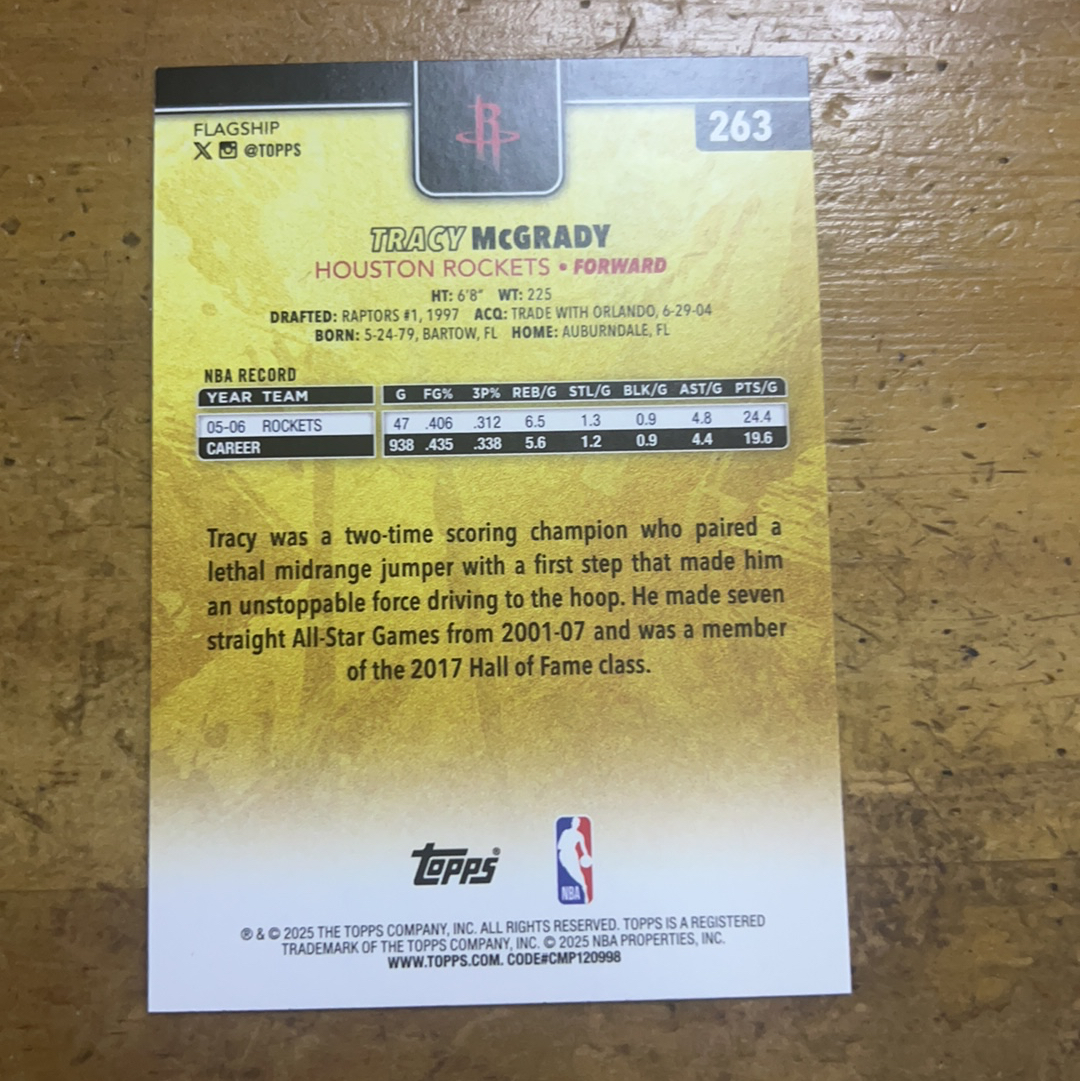 FLAGSHIP
X @TOPPS
R
263
TRACY McGRADY
HOUSTON ROCKETS • FORWARD
HT: 6'8" WT: 225
DRAFTED: RAPTORS #1, 1997 ACQ: TRADE WITH ORLANDO, 6-29-04
BORN: 5-24-79, BARTOW, FL HOME: AUBURNDALE, FL
NBA RECORD
YEAR TEAM G FG% 3P% REB/G STL/G BLK/G AST/G PTS/G
05-06 ROCKETS 47 .406 .312 6.5 1.3 0.9 4.8 24.4
CAREER 938 .435 .338 5.6 1.2 0.9 4.4 19.6
Tracy was a two-time scoring champion who paired a
lethal midrange jumper with a first step that made him
an unstoppable force driving to the hoop. He made seven
straight All-Star Games from 2001-07 and was a member
of the 2017 Hall of Fame class.
Topps®
NBA
® & © 2025 THE TOPPS COMPANY, INC. ALL RIGHTS RESERVED. TOPPS IS A REGISTERED
TRADEMARK OF THE TOPPS COMPANY, INC. © 2025 NBA PROPERTIES, INC.
WWW.TOPPS.COM. CODE#CMP120998